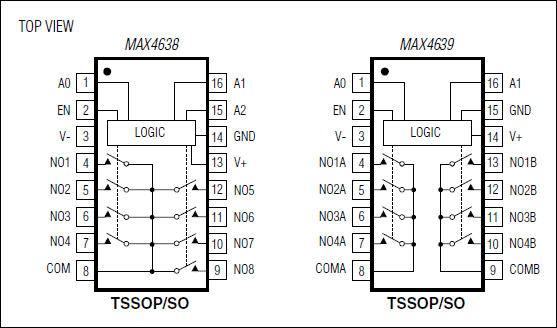 TOP VIEW
MAX4638
A0 1 16 A1
EN 2 15 A2
V- 3 LOGIC 14 GND
NO1 4 13 V+
NO2 5 12 NO5
NO3 6 11 NO6
NO4 7 10 NO7
COM 8 9 NO8
TSSOP/SO
MAX4639
A0 1 16 A1
EN 2 15 GND
V- 3 LOGIC 14 V+
NO1A 4 13 NO1B
NO2A 5 12 NO2B
NO3A 6 11 NO3B
NO4A 7 10 NO4B
COMA 8 9 COMB
TSSOP/SO